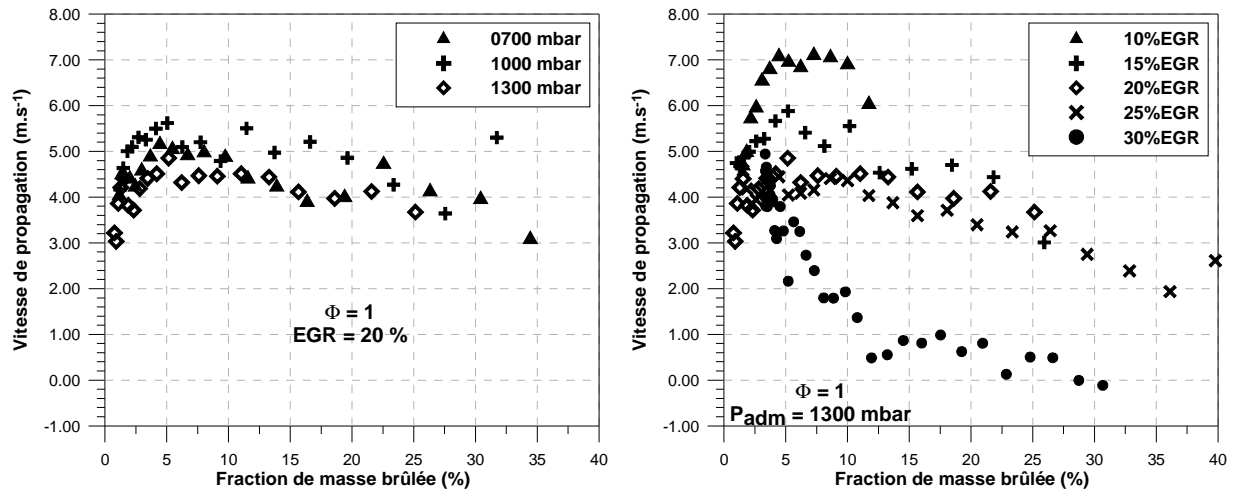 8.00
7.00
6.00
5.00
4.00
3.00
2.00
1.00
0.00
-1.00
Vitesse de propagation (m.s-1)
0700 mbar
1000 mbar
1300 mbar
Φ = 1
EGR = 20 %
0 5 10 15 20 25 30 35 40
Fraction de masse brûlée (%)
8.00
7.00
6.00
5.00
4.00
3.00
2.00
1.00
0.00
-1.00
Vitesse de propagation (m.s-1)
10%EGR
15%EGR
20%EGR
25%EGR
30%EGR
Φ = 1
Padm = 1300 mbar
0 5 10 15 20 25 30 35 40
Fraction de masse brûlée (%)